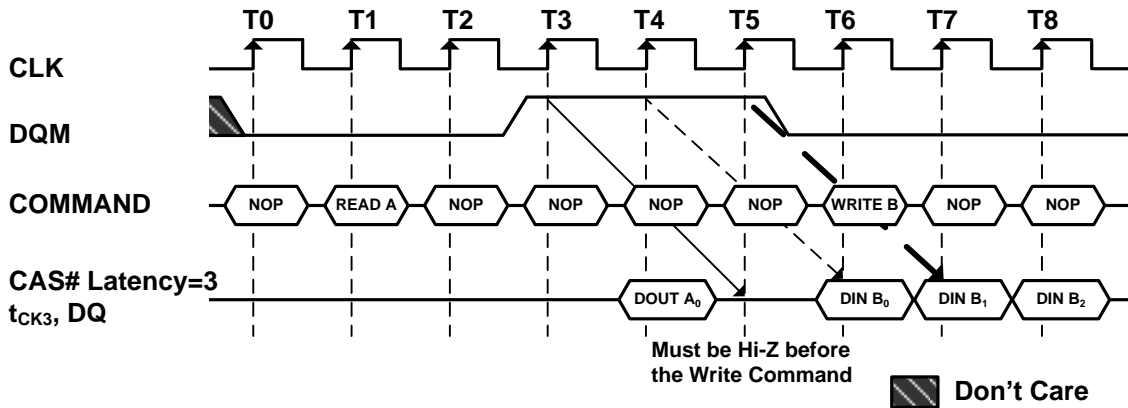 T0 T1 T2 T3 T4 T5 T6 T7 T8
CLK
DQM
COMMAND NOP READ A NOP NOP NOP NOP WRITE B NOP NOP
CAS# Latency=3
tCK3, DQ DOUT A0 DIN B0 DIN B1 DIN B2
Must be Hi-Z before
the Write Command
Don't Care